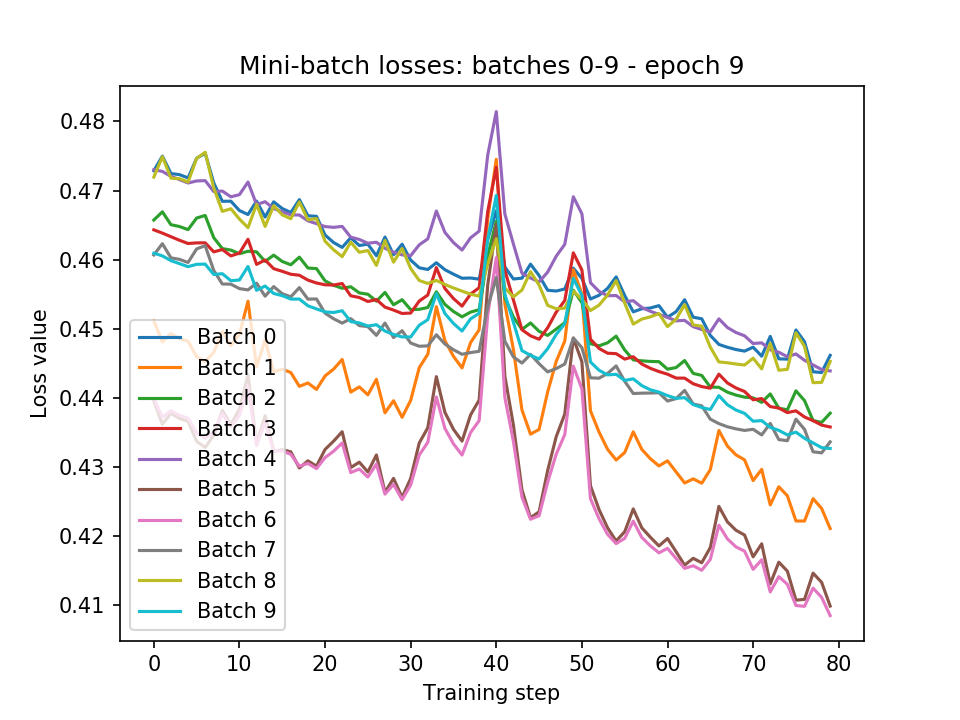 Mini-batch losses: batches 0-9 - epoch 9
Loss value
0.48
0.47
0.46
0.45
0.44
0.43
0.42
0.41
Batch 0
Batch 1
Batch 2
Batch 3
Batch 4
Batch 5
Batch 6
Batch 7
Batch 8
Batch 9
0 10 20 30 40 50 60 70 80
Training step